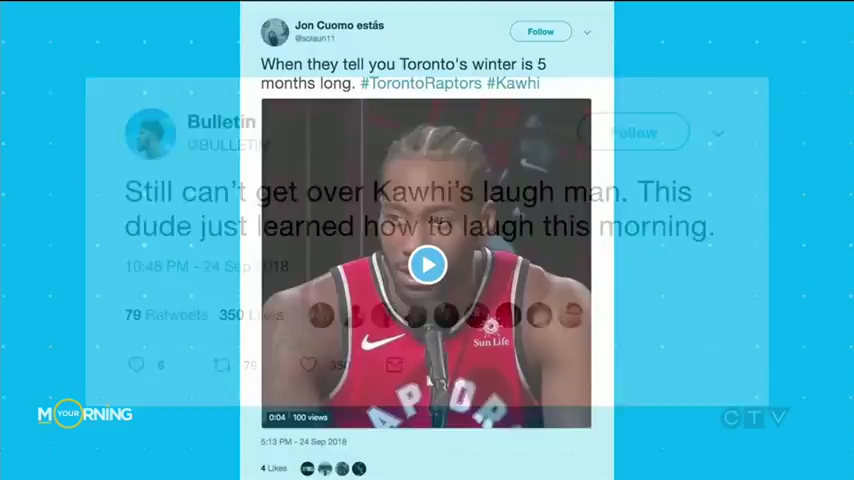 Jon Cuomo estás
@solaun11
Follow
When they tell you Toronto's winter is 5
months long. #TorontoRaptors #Kawhi
Bulletin
Follow
Still can't get over Kawhi's laugh man. This
dude just learned how to laugh this morning.
10:48 PM - 24 Sep 2018
79 Retweets 350 Likes
6 79 350
Sun Life
RAPTOR
0:04 100 views
5:13 PM - 24 Sep 2018
4 Likes
YOUR MORNING
CTV